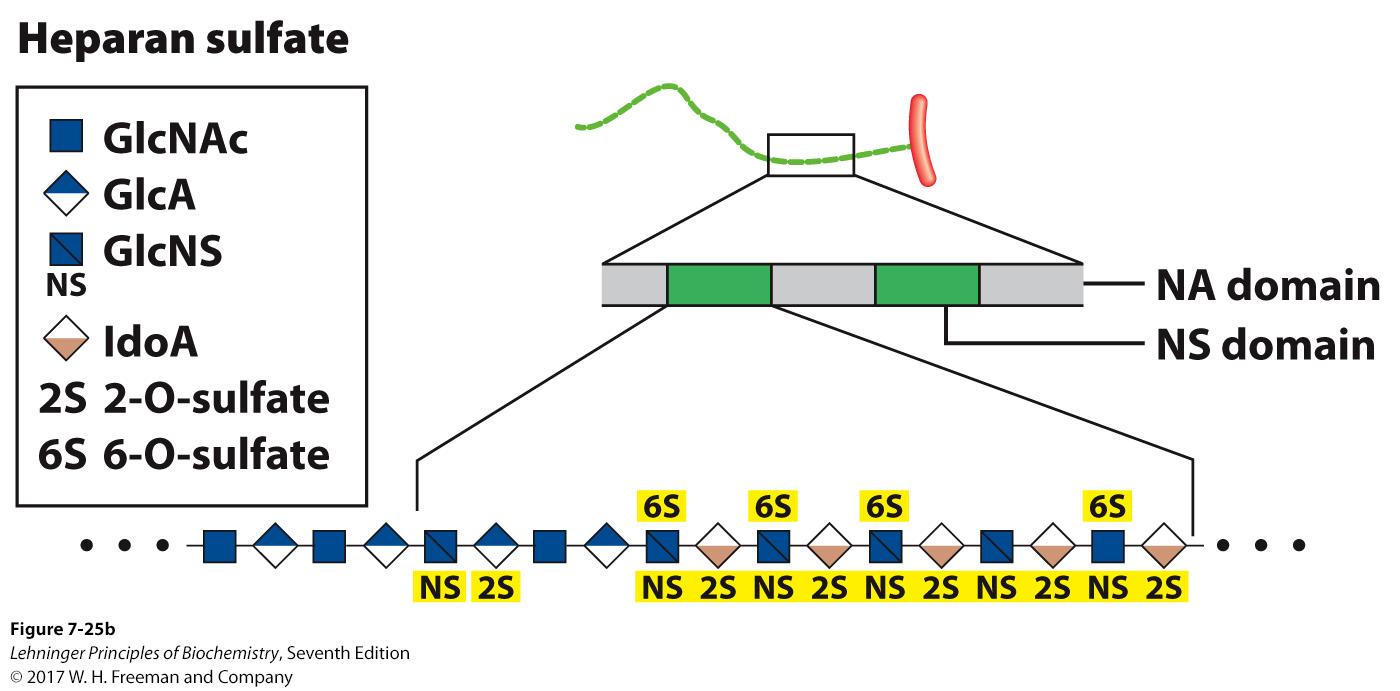 Heparan sulfate
GlcNAc
GlcA
GlcNS
NS
IdoA
2S 2-O-sulfate
6S 6-O-sulfate
NA domain
NS domain
6S 6S 6S 6S
NS 2S NS 2S NS 2S NS 2S NS 2S NS 2S
Figure 7-25b
Lehninger Principles of Biochemistry, Seventh Edition
© 2017 W. H. Freeman and Company